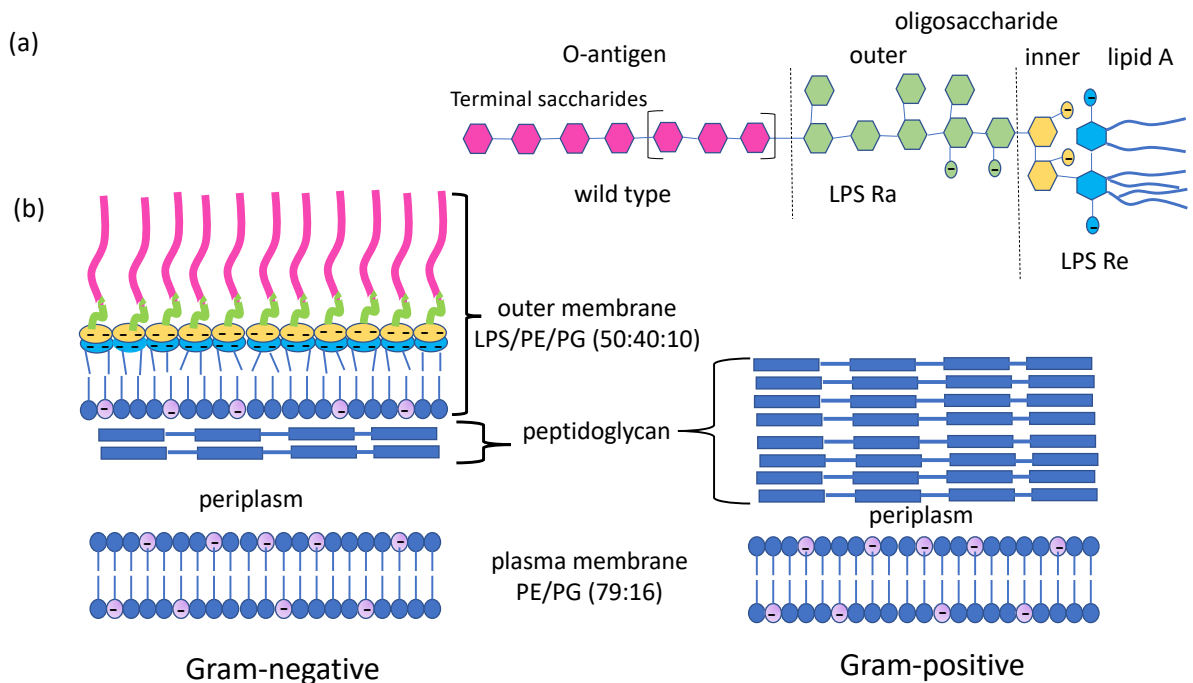 (a)
oligosaccharide
O-antigen
outer
inner
lipid A
Terminal saccharides
wild type
LPS Ra
LPS Re
(b)
outer membrane
LPS/PE/PG (50:40:10)
peptidoglycan
periplasm
periplasm
plasma membrane
PE/PG (79:16)
Gram-negative
Gram-positive